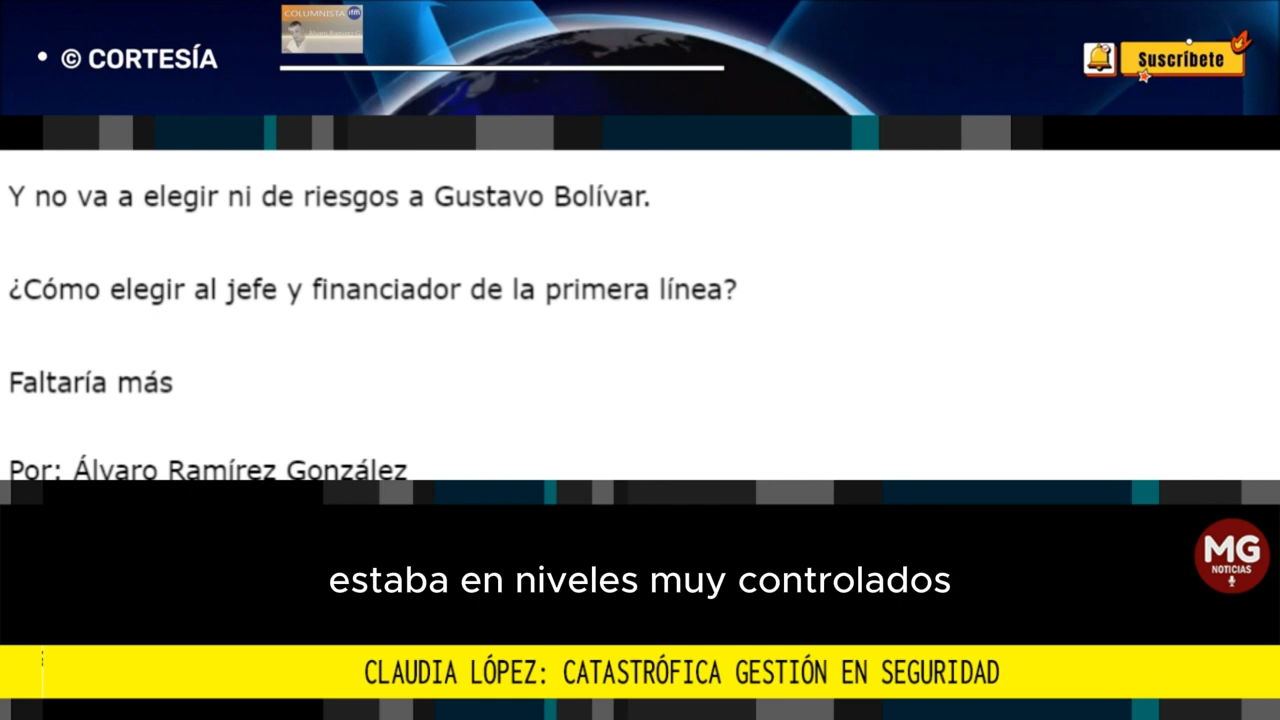 COLUMNISTA ifm
• © CORTESÍA
Suscríbete
Y no va a elegir ni de riesgos a Gustavo Bolívar.
¿Cómo elegir al jefe y financiador de la primera línea?
Faltaría más
Por: Álvaro Ramírez González
MG
NOTICIAS
estaba en niveles muy controlados
CLAUDIA LÓPEZ: CATASTRÓFICA GESTIÓN EN SEGURIDAD